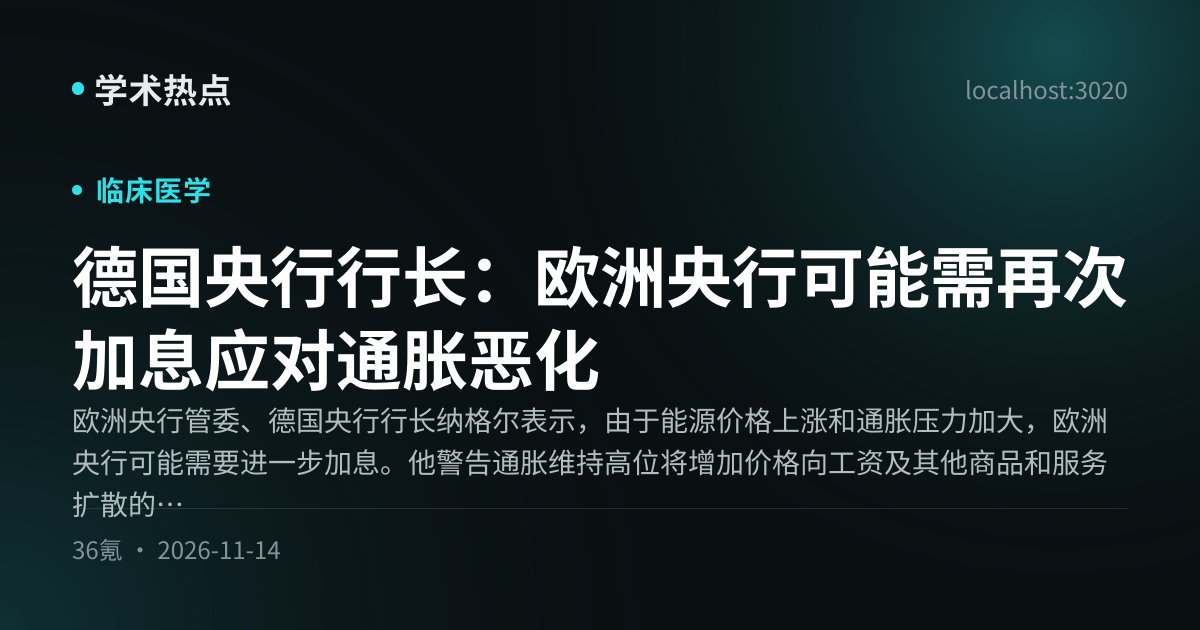 学术热点
localhost:3020
临床医学
德国央行行长：欧洲央行可能需再次
加息应对通胀恶化
欧洲央行管委、德国央行行长纳格尔表示，由于能源价格上涨和通胀压力加大，欧洲
央行可能需要进一步加息。他警告通胀维持高位将增加价格向工资及其他商品和服务
扩散的…
36氪 · 2026-11-14